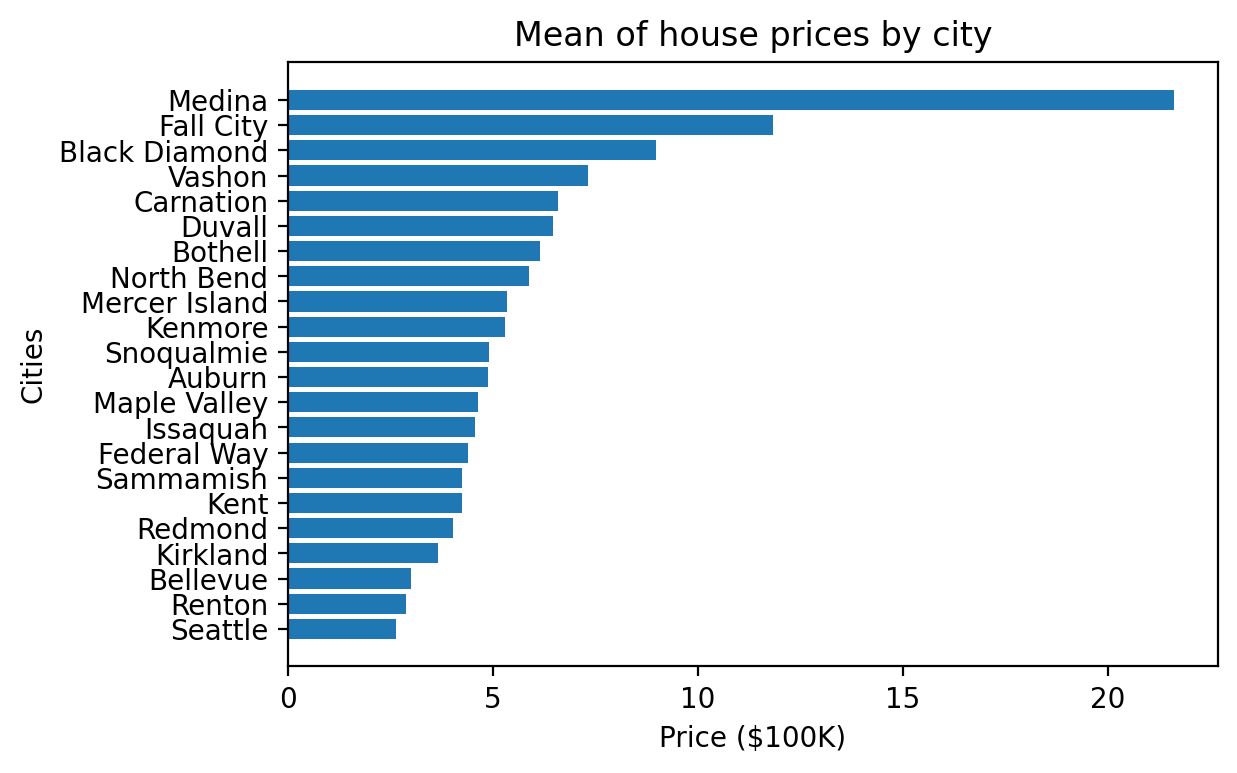 Mean of house prices by city
Medina
Fall City
Black Diamond
Vashon
Carnation
Duvall
Bothell
North Bend
Mercer Island
Kenmore
Snoqualmie
Auburn
Maple Valley
Issaquah
Federal Way
Sammamish
Kent
Redmond
Kirkland
Bellevue
Renton
Seattle
Cities
0 5 10 15 20
Price ($100K)